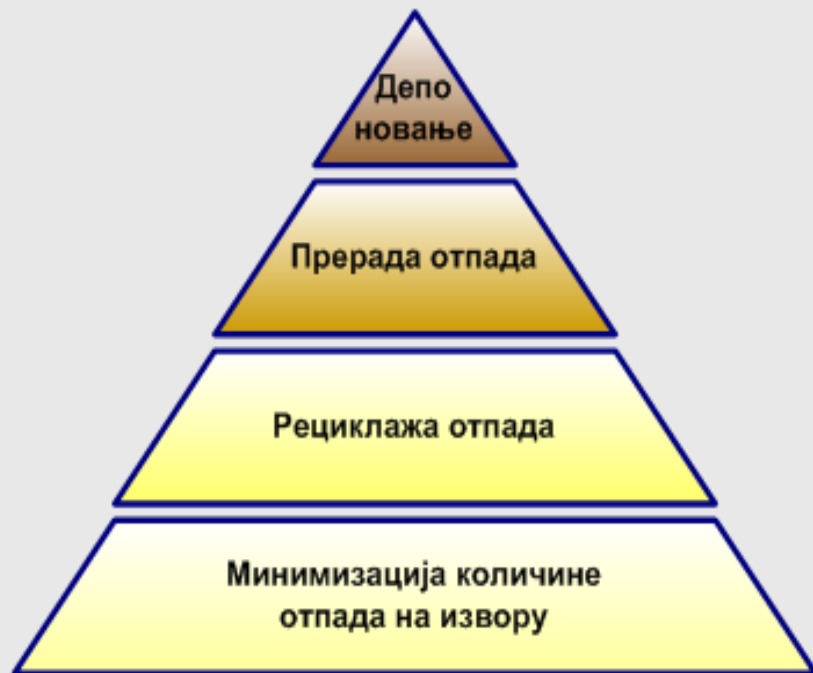 Депо
новање
Прерада отпада
Рециклажа отпада
Минимизација количине
отпада на извору